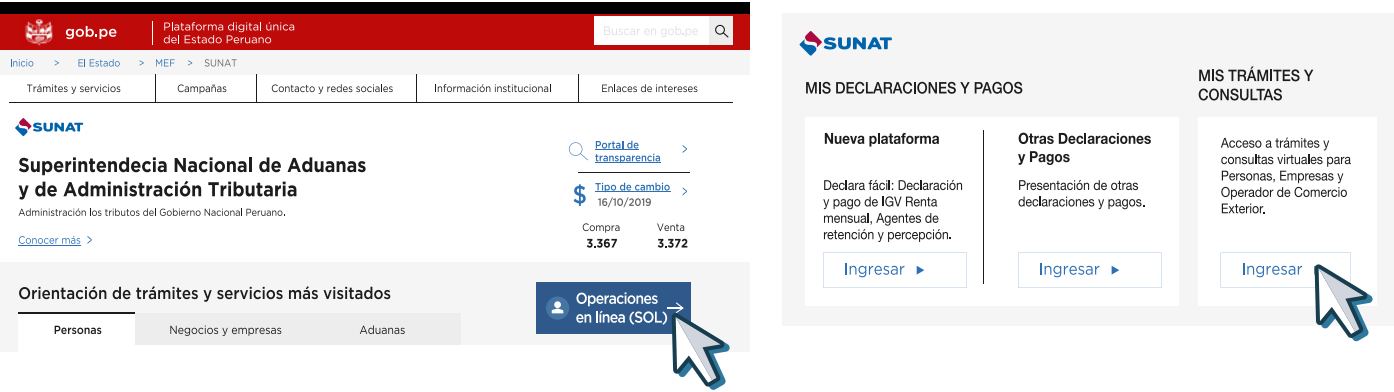 gob.pe
Plataforma digital única
del Estado Peruano
Buscar en gob.pe
Inicio > El Estado > MEF > SUNAT
Trámites y servicios
Campañas
Contacto y redes sociales
Información institucional
Enlaces de intereses
SUNAT
Superintendecia Nacional de Aduanas
y de Administración Tributaria
Administración los tributos del Gobierno Nacional Peruano.
Conocer más >
Portal de
transparencia >
$ Tipo de cambio >
16/10/2019
Compra Venta
3.367 3.372
Orientación de trámites y servicios más visitados
Personas
Negocios y empresas
Aduanas
Operaciones
en línea (SOL)
SUNAT
MIS DECLARACIONES Y PAGOS
Nueva plataforma
Declara fácil: Declaración
y pago de IGV Renta
mensual, Agentes de
retención y percepción.
Ingresar
Otras Declaraciones
y Pagos
Presentación de otras
declaraciones y pagos.
Ingresar
MIS TRÁMITES Y
CONSULTAS
Acceso a trámites y
consultas virtuales para
Personas, Empresas y
Operador de Comercio
Exterior.
Ingresar